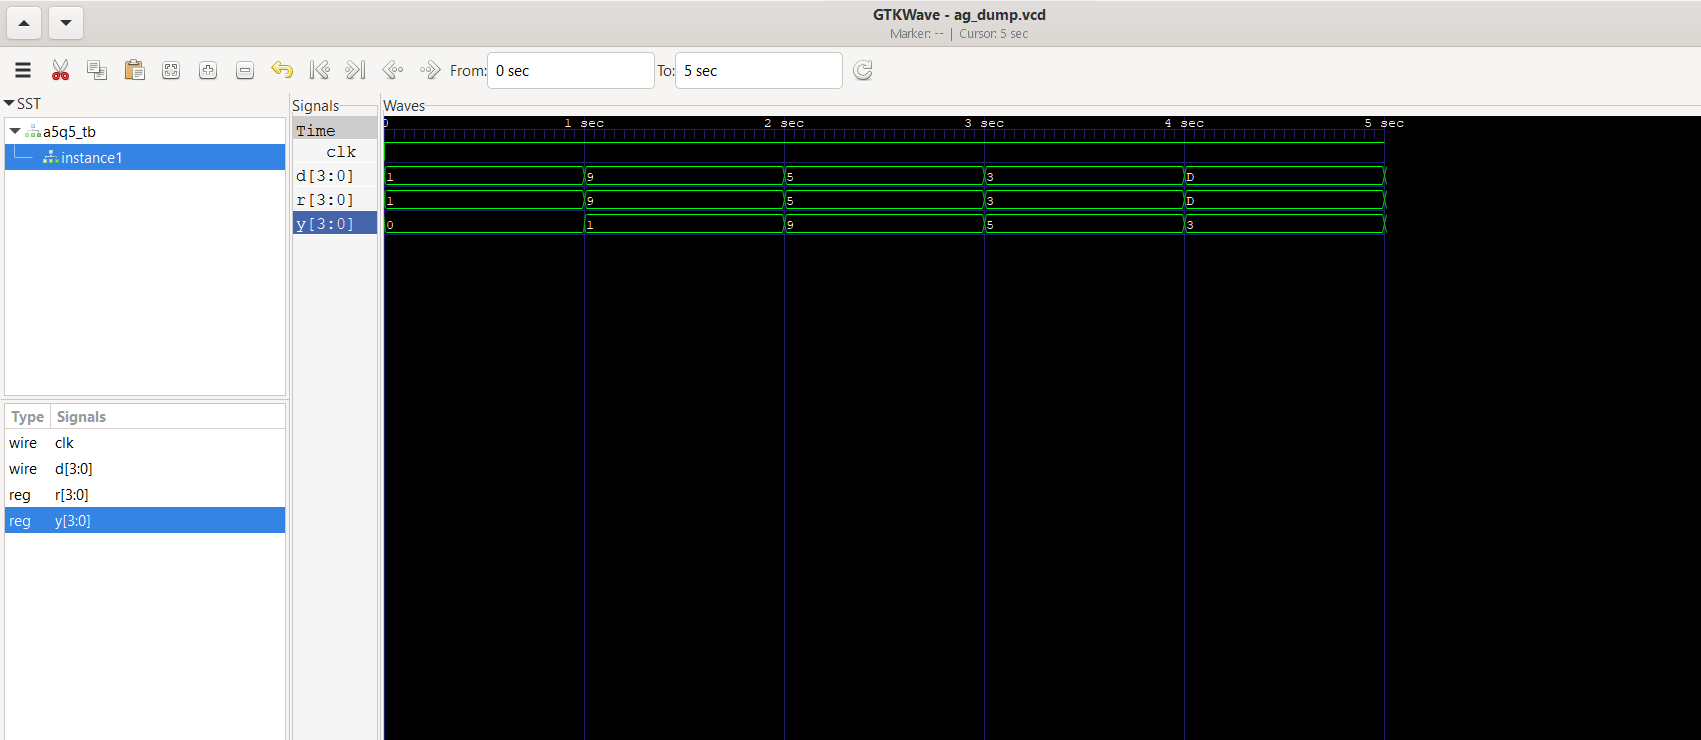 GTKWave - ag_dump.vcd
Marker: -- | Cursor: 5 sec
From: 0 sec To: 5 sec
SST
a5q5_tb
instance1
Type Signals
wire clk
wire d[3:0]
reg r[3:0]
reg y[3:0]
Signals
Time
clk
d[3:0]
r[3:0]
y[3:0]
Waves
0 1 sec 2 sec 3 sec 4 sec 5 sec
1 9 5 3 D
1 9 5 3 D
0 1 9 5 3